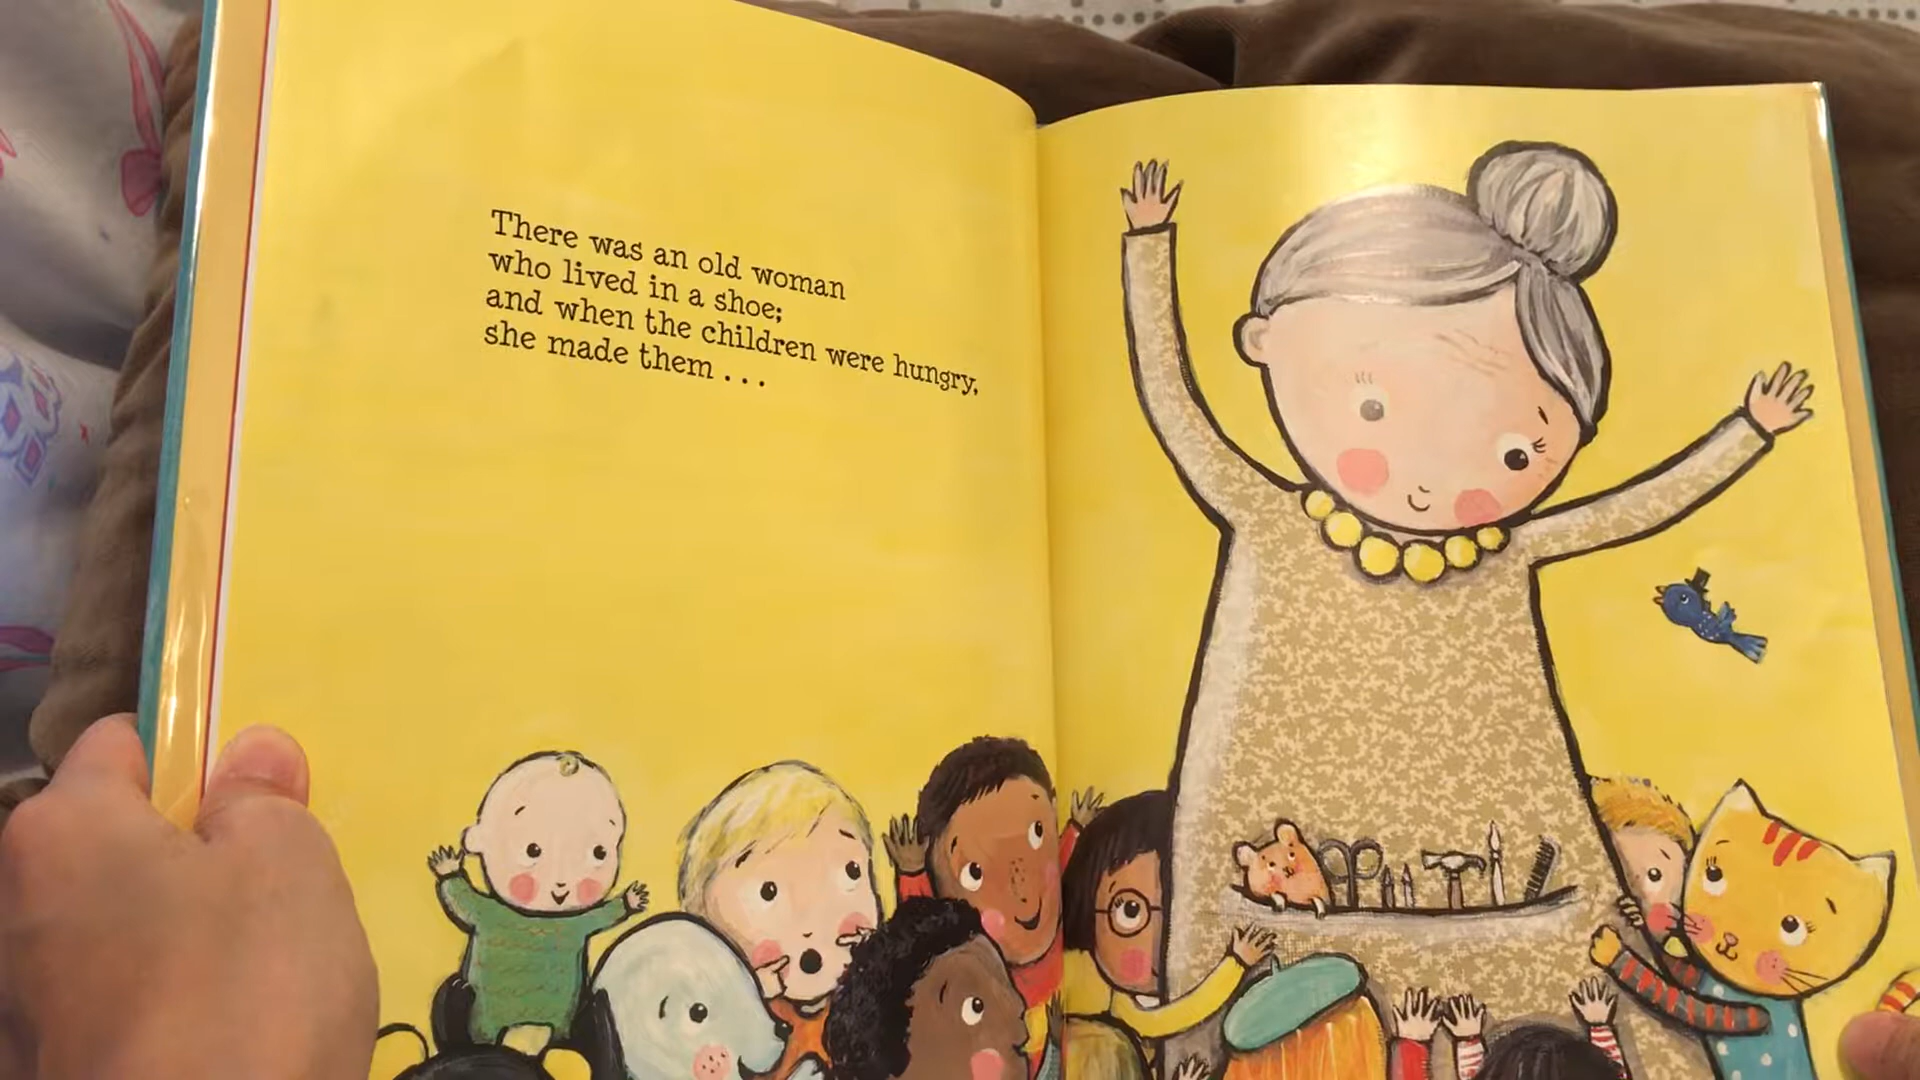 There was an old woman
who lived in a shoe;
and when the children were hungry,
she made them . . .